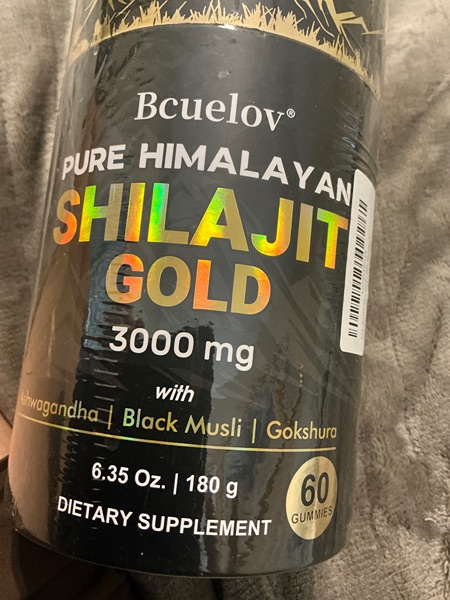 Bcuelov®
PURE HIMALAYAN
SHILAJIT
GOLD
3000 mg
with
Ashwagandha | Black Musli | Gokshura
6.35 Oz. | 180 g
60
GUMMIES
DIETARY SUPPLEMENT